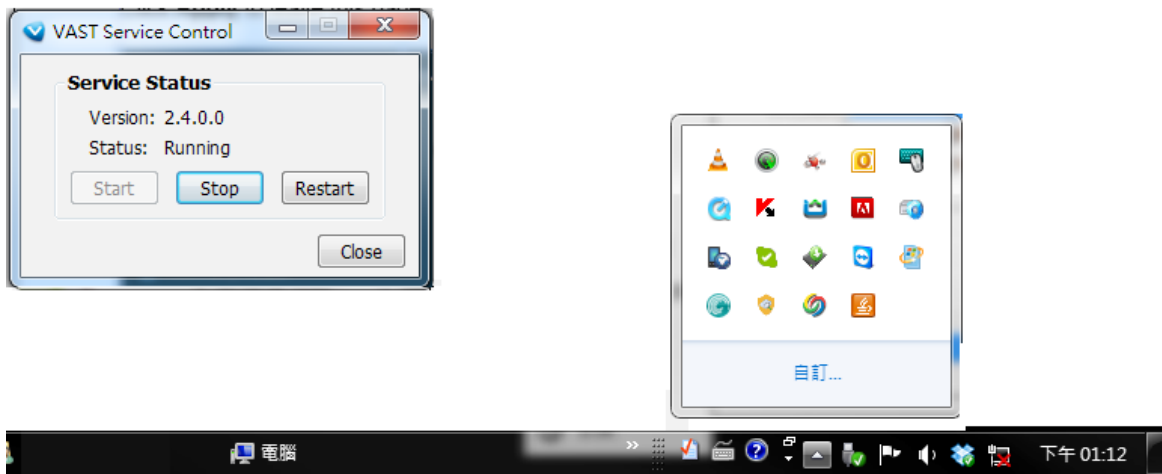 VAST Service Control
Service Status
Version: 2.4.0.0
Status: Running
Start Stop Restart
Close
自訂...
電腦
下午 01:12